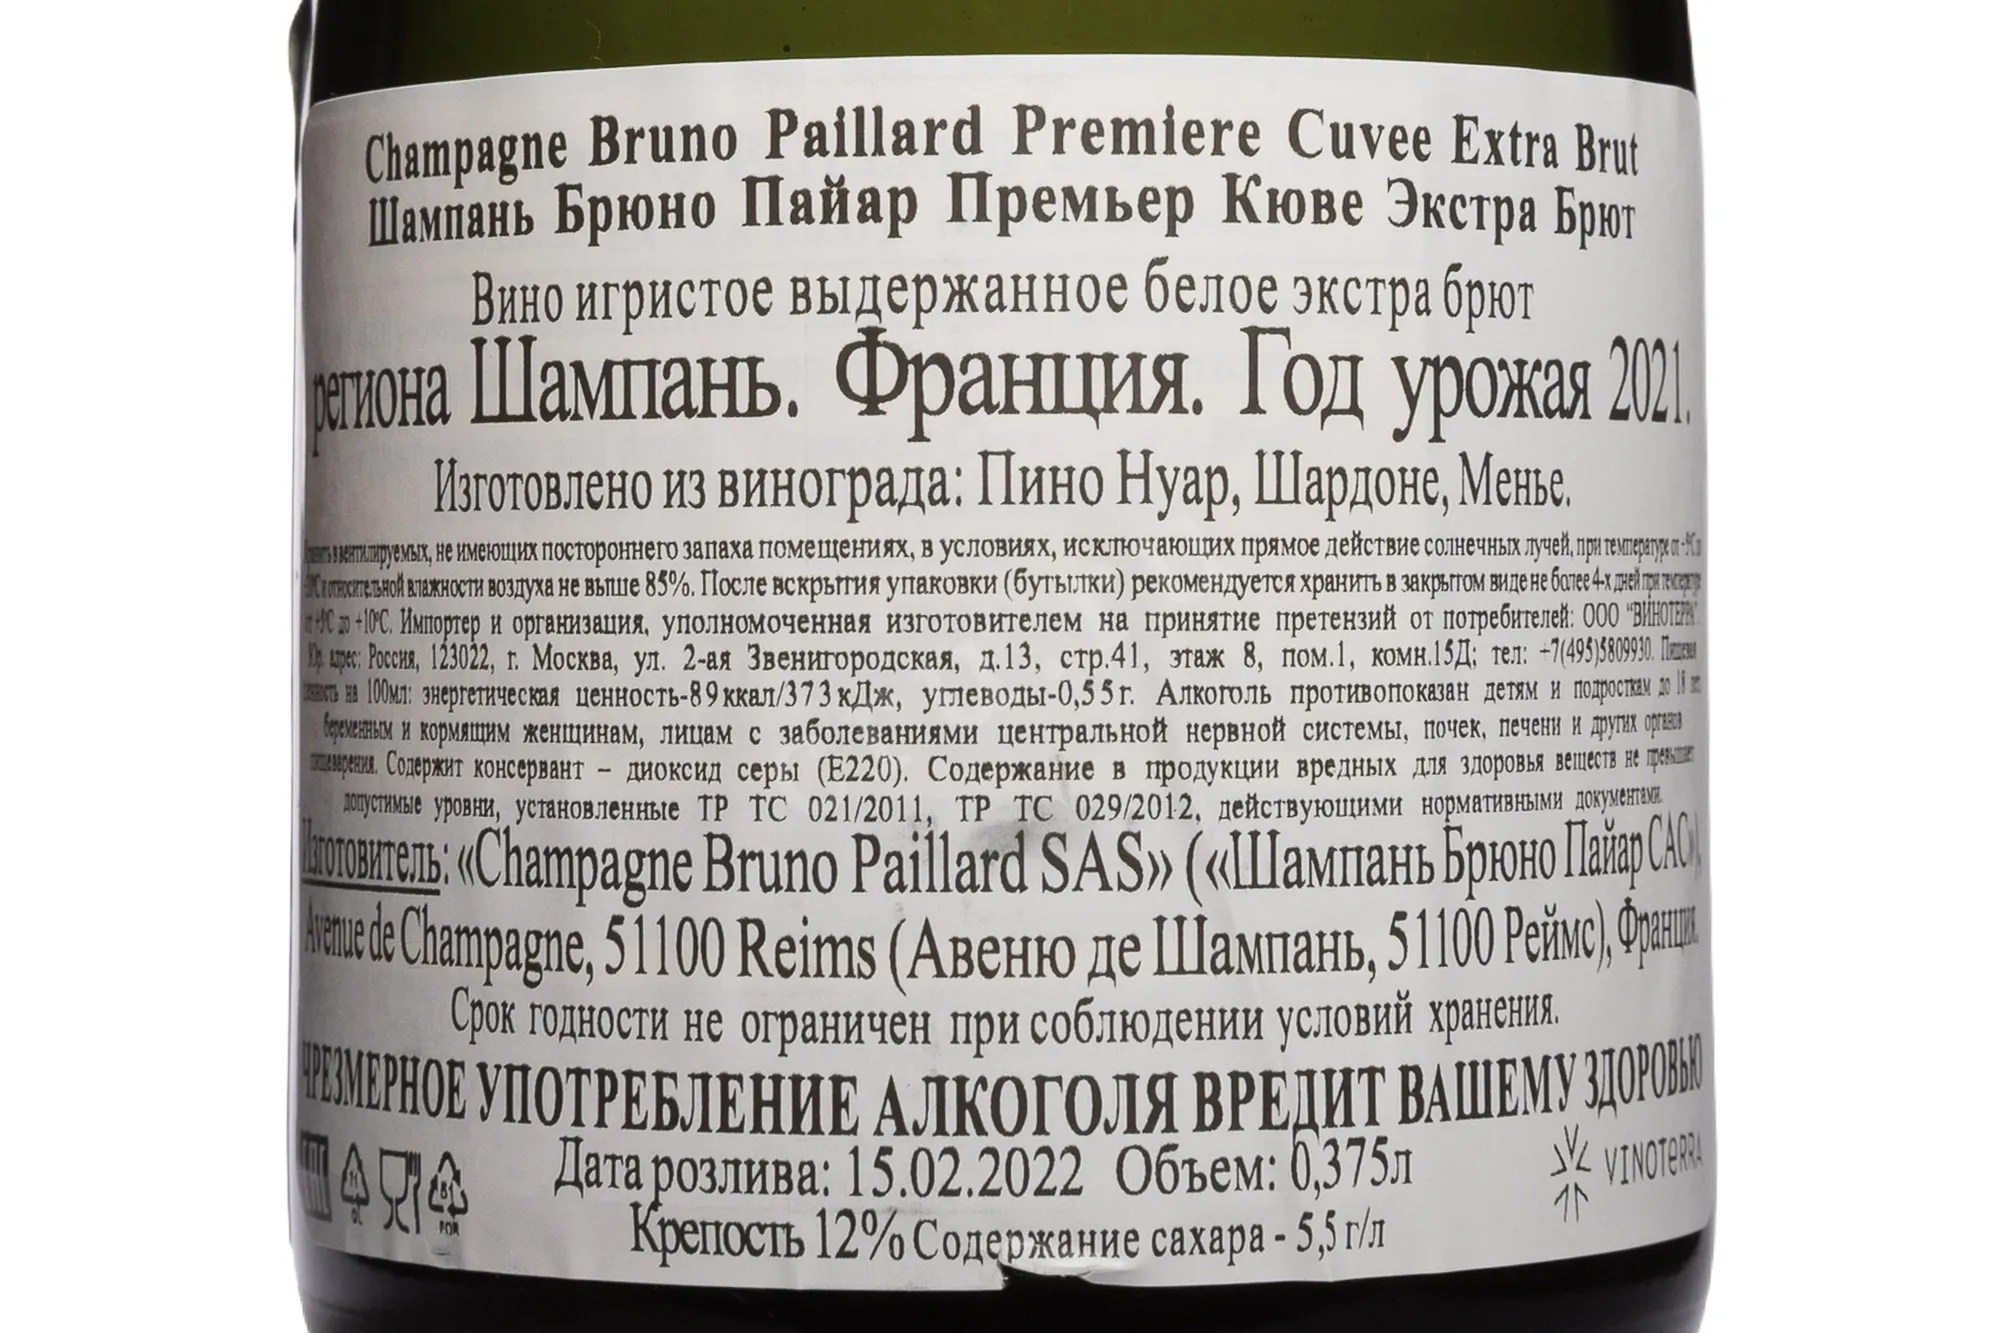 Champagne Bruno Paillard Premiere Cuvee Extra Brut
Шампань Брюно Пайар Премьер Кюве Экстра Брют
Вино игристое выдержанное белое экстра брют
региона Шампань. Франция. Год урожая 2021.
Изготовлено из винограда: Пино Нуар, Шардоне, Менье.
в вентилируемых, не имеющих постороннего запаха помещениях, в условиях, исключающих прямое действие солнечных лучей, при температуре от
и относительной влажности воздуха не выше 85%. После вскрытия упаковки (бутылки) рекомендуется хранить в закрытом виде не более 4-х дней при температуре
до +10°С. Импортер и организация, уполномоченная изготовителем на принятие претензий от потребителей: ООО "ВИНОТЕРРА".
Юр. адрес: Россия, 123022, г. Москва, ул. 2-ая Звенигородская, д.13, стр.41, этаж 8, пом.1, комн.15Д; тел: +7(495)5809930. Пищевая
ценность на 100мл: энергетическая ценность-89ккал/373кДж, углеводы-0,55г. Алкоголь противопоказан детям и подросткам до 18 лет,
беременным и кормящим женщинам, лицам с заболеваниями центральной нервной системы, почек, печени и других органов
пищеварения. Содержит консервант – диоксид серы (Е220). Содержание в продукции вредных для здоровья веществ не превышает
допустимые уровни, установленные ТР ТС 021/2011, ТР ТС 029/2012, действующими нормативными документами.
Изготовитель: «Champagne Bruno Paillard SAS» («Шампань Брюно Пайар САС»),
Avenue de Champagne, 51100 Reims (Авеню де Шампань, 51100 Реймс), Франция.
Срок годности не ограничен при соблюдении условий хранения.
ЧРЕЗМЕРНОЕ УПОТРЕБЛЕНИЕ АЛКОГОЛЯ ВРЕДИТ ВАШЕМУ ЗДОРОВЬЮ
Дата розлива: 15.02.2022 Объем: 0,375л
VINOTERRA
Крепость 12% Содержание сахара - 5,5 г/л